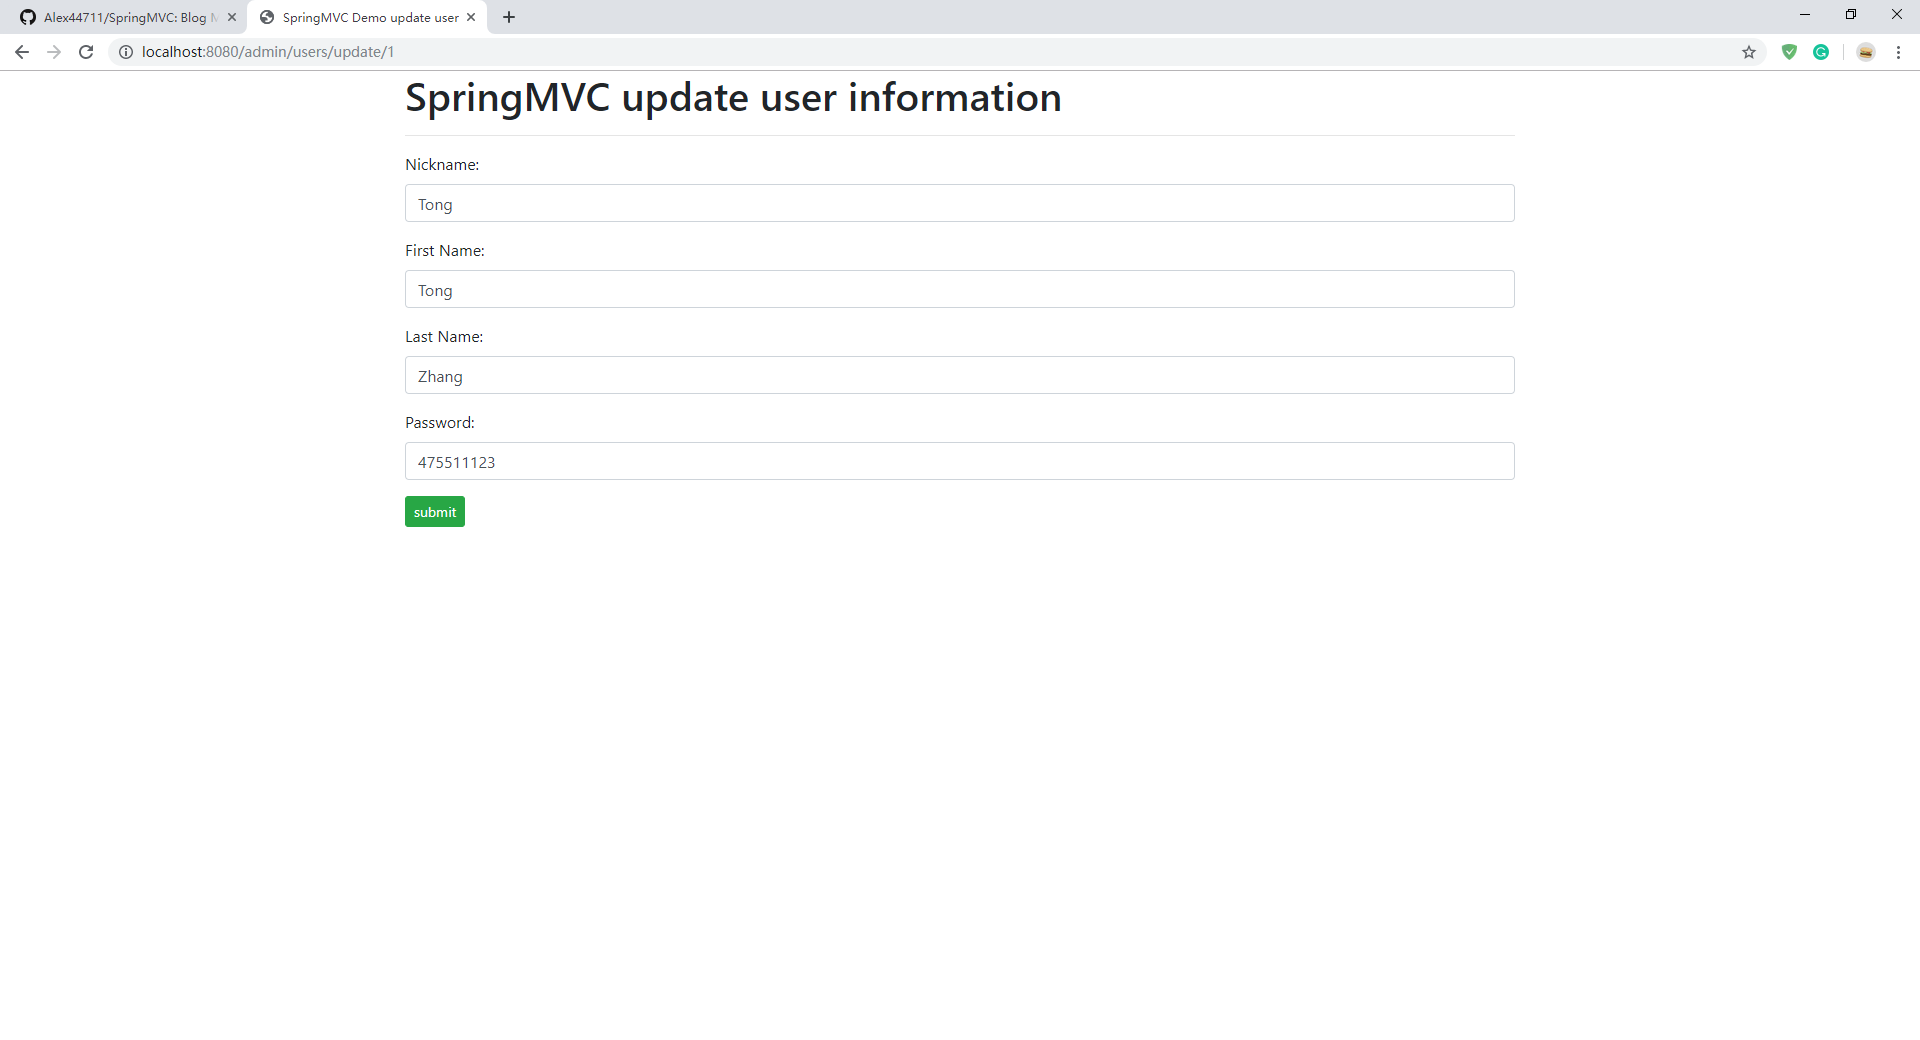 Alex44711/SpringMVC: Blog
SpringMVC Demo update user
localhost:8080/admin/users/update/1
SpringMVC update user information
Nickname:
Tong
First Name:
Tong
Last Name:
Zhang
Password:
475511123
submit